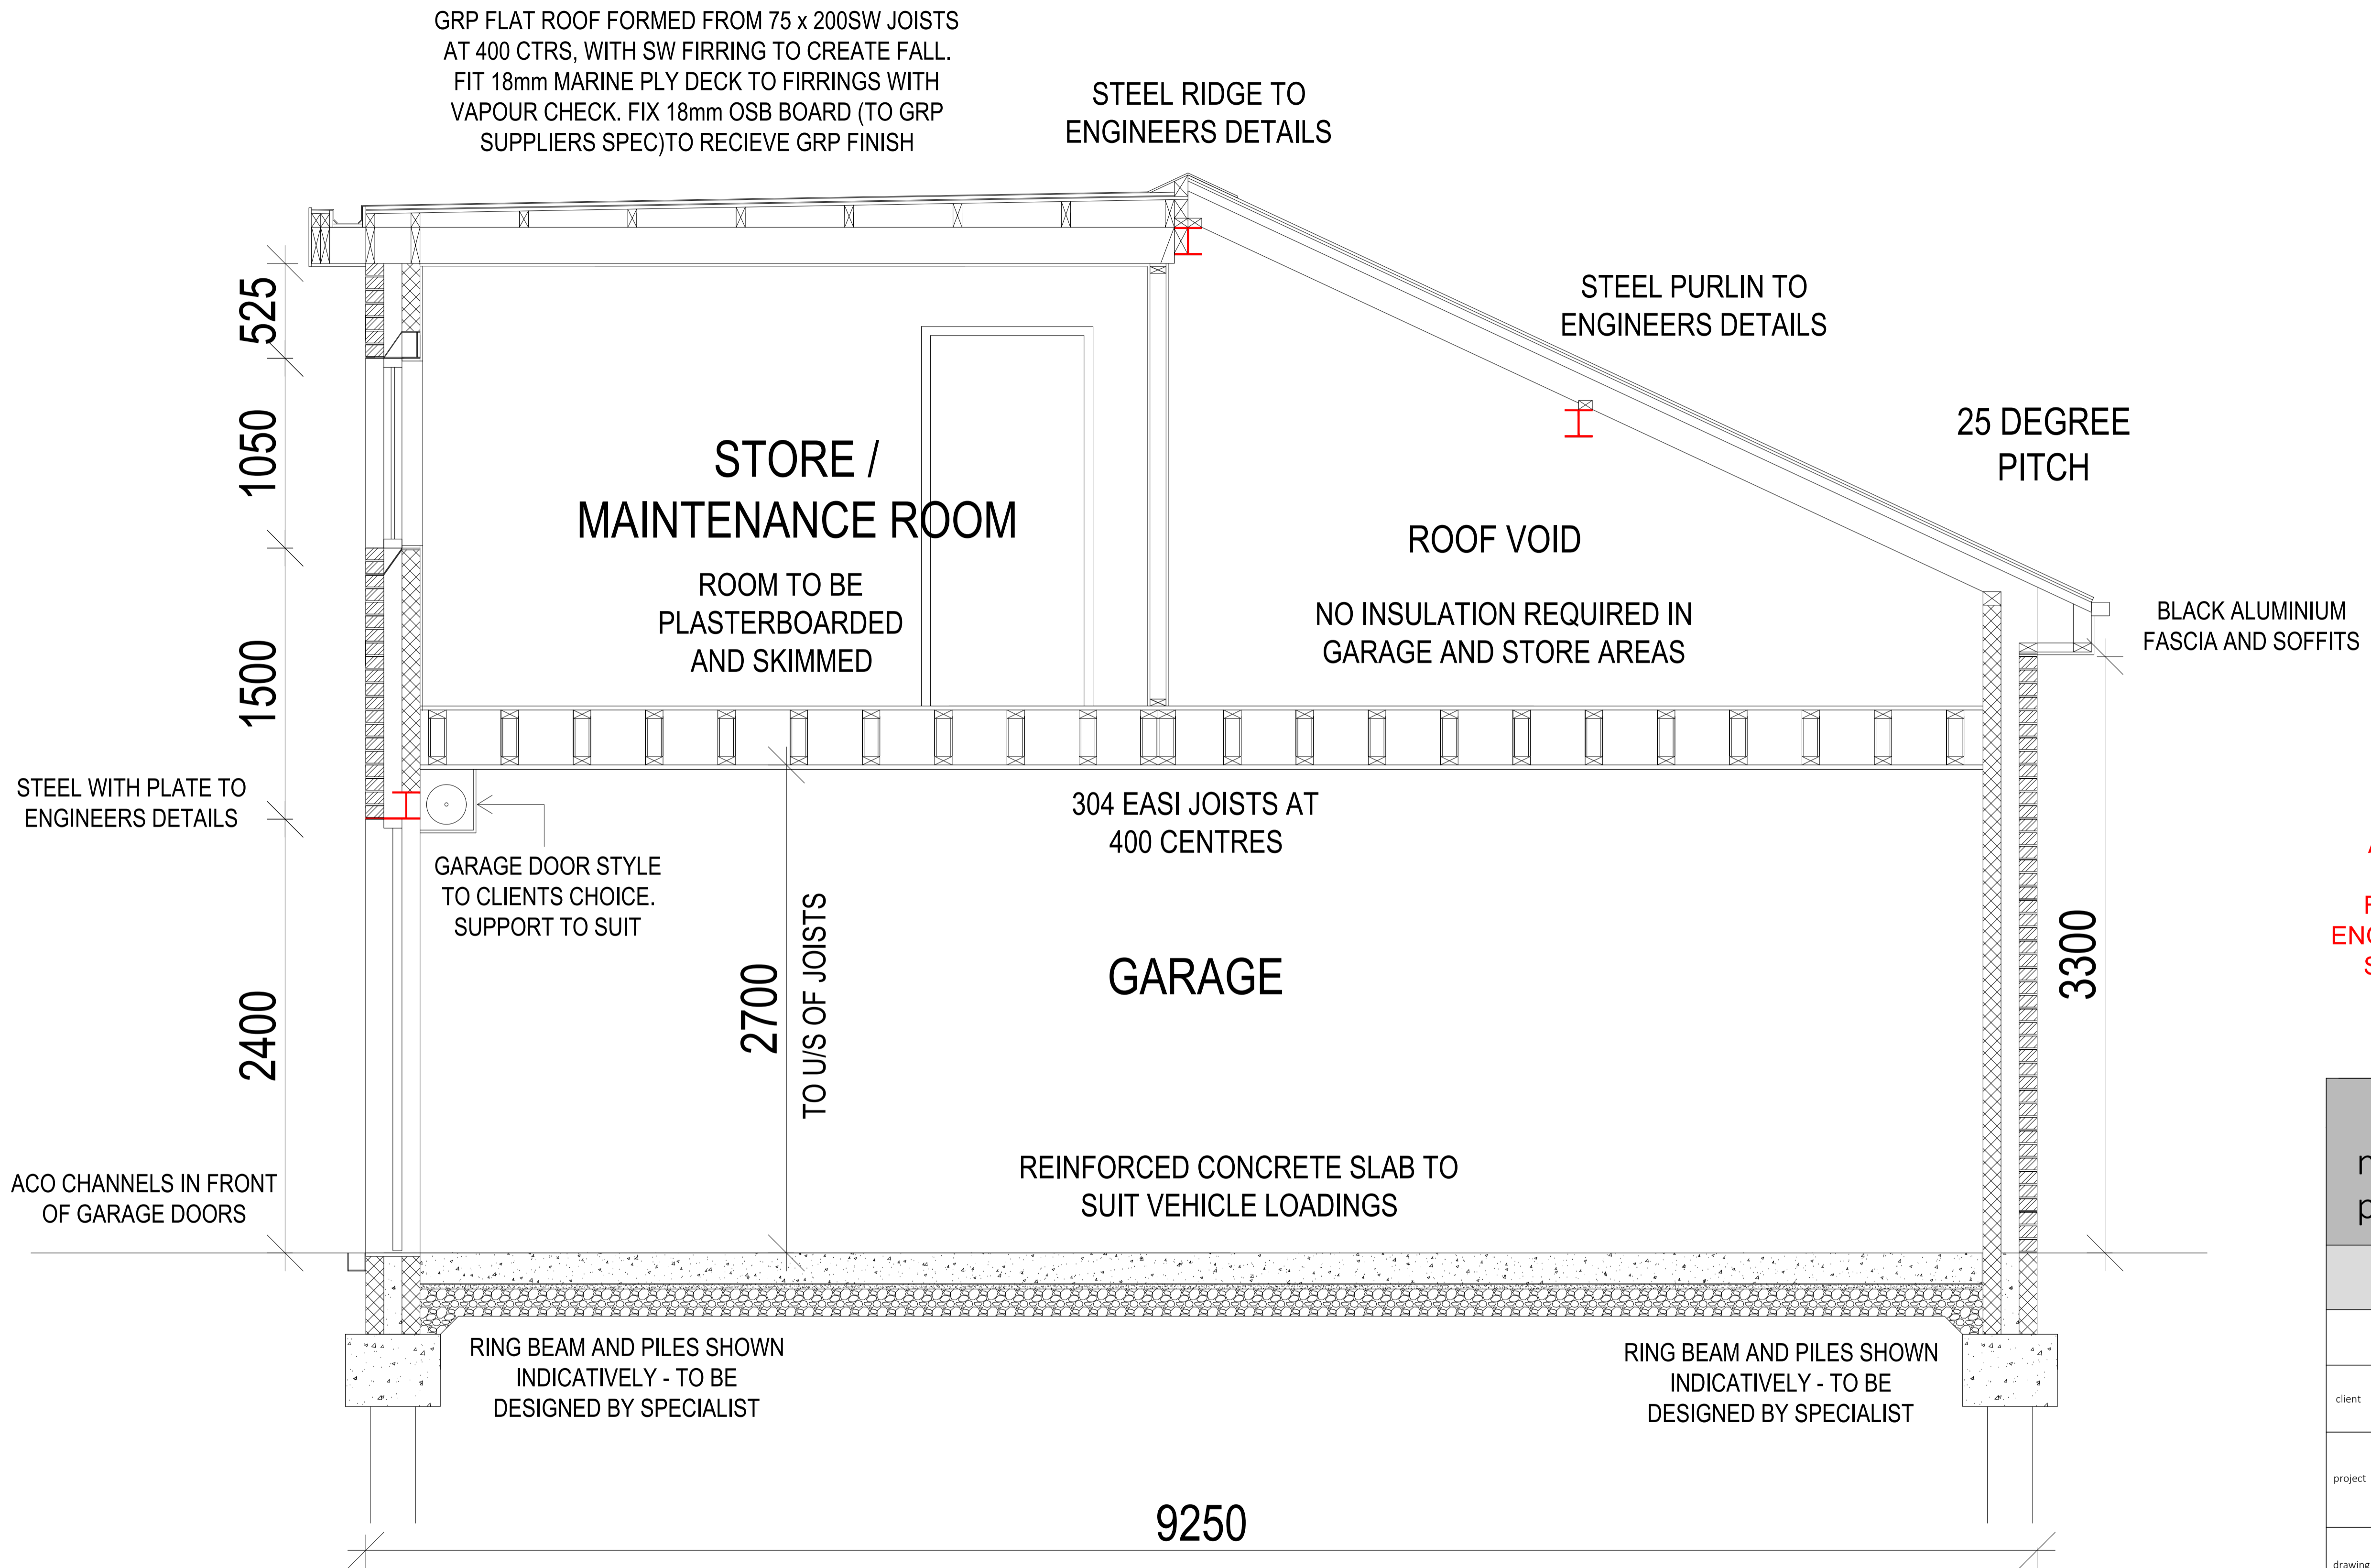 GRP FLAT ROOF FORMED FROM 75 x 200SW JOISTS
AT 400 CTRS, WITH SW FIRRING TO CREATE FALL.
FIT 18mm MARINE PLY DECK TO FIRRINGS WITH
VAPOUR CHECK. FIX 18mm OSB BOARD (TO GRP
SUPPLIERS SPEC)TO RECIEVE GRP FINISH
STEEL RIDGE TO
ENGINEERS DETAILS
STEEL PURLIN TO
ENGINEERS DETAILS
25 DEGREE
PITCH
525
1050
1500
2400
STORE /
MAINTENANCE ROOM
ROOM TO BE
PLASTERBOARDED
AND SKIMMED
ROOF VOID
NO INSULATION REQUIRED IN
GARAGE AND STORE AREAS
BLACK ALUMINIUM
FASCIA AND SOFFITS
STEEL WITH PLATE TO
ENGINEERS DETAILS
304 EASI JOISTS AT
400 CENTRES
GARAGE DOOR STYLE
TO CLIENTS CHOICE.
SUPPORT TO SUIT
2700
TO U/S OF JOISTS
GARAGE
3300
ACO CHANNELS IN FRONT
OF GARAGE DOORS
REINFORCED CONCRETE SLAB TO
SUIT VEHICLE LOADINGS
RING BEAM AND PILES SHOWN
INDICATIVELY - TO BE
DESIGNED BY SPECIALIST
RING BEAM AND PILES SHOWN
INDICATIVELY - TO BE
DESIGNED BY SPECIALIST
9250
client
project
drawing